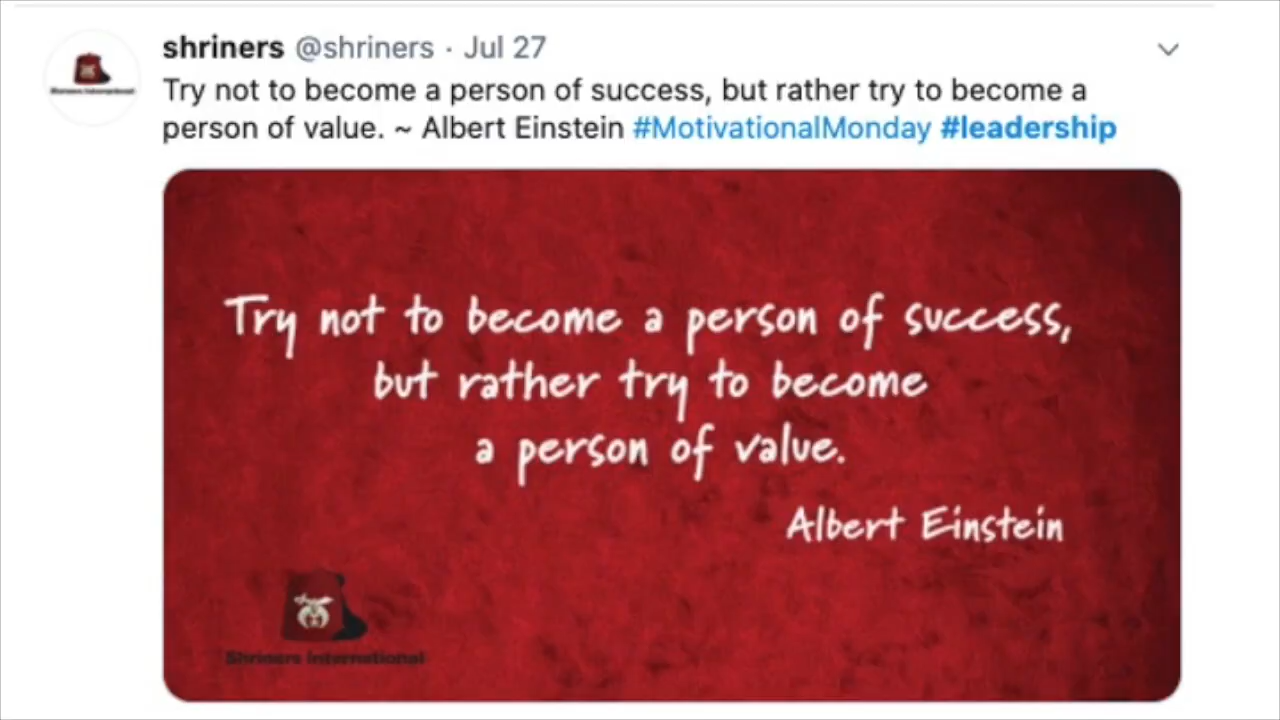 shriners @shriners · Jul 27
Try not to become a person of success, but rather try to become a
person of value. ~ Albert Einstein #MotivationalMonday #leadership
Try not to become a person of success,
but rather try to become
a person of value.
Albert Einstein
Shriners International